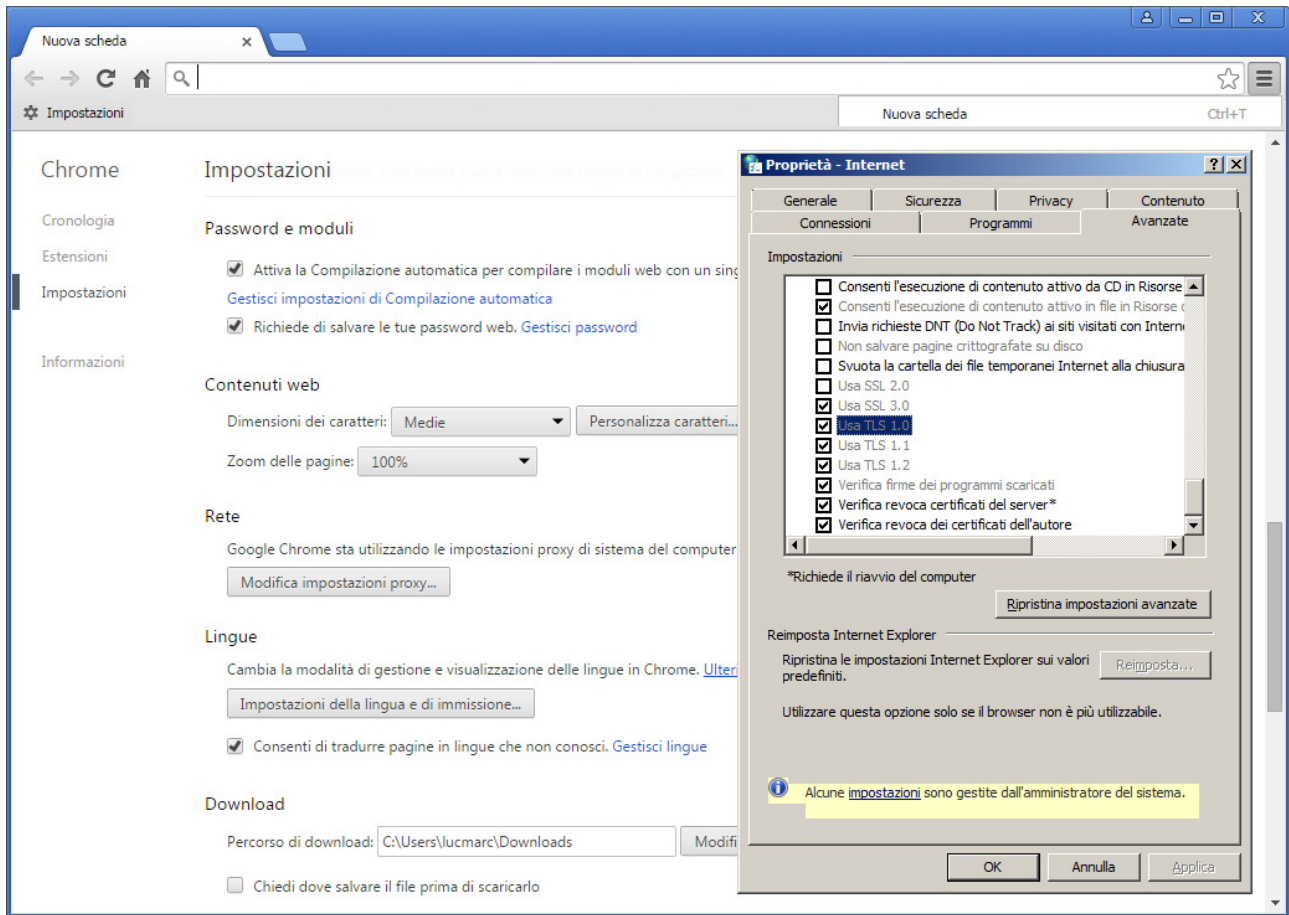 Nuova scheda
Impostazioni
Nuova scheda Ctrl+T
Chrome
Cronologia
Estensioni
Impostazioni
Informazioni
Impostazioni
Password e moduli
Attiva la Compilazione automatica per compilare i moduli web con un sing
Gestisci impostazioni di Compilazione automatica
Richiede di salvare le tue password web. Gestisci password
Contenuti web
Dimensioni dei caratteri: Medie Personalizza caratteri...
Zoom delle pagine: 100%
Rete
Google Chrome sta utilizzando le impostazioni proxy di sistema del computer
Modifica impostazioni proxy...
Lingue
Cambia la modalità di gestione e visualizzazione delle lingue in Chrome. Ulteri
Impostazioni della lingua e di immissione...
Consenti di tradurre pagine in lingue che non conosci. Gestisci lingue
Download
Percorso di download: C:\Users\lucmarc\Downloads Modifi
Chiedi dove salvare il file prima di scaricarlo
Proprietà - Internet
Generale Sicurezza Privacy Contenuto
Connessioni Programmi Avanzate
Impostazioni
Consenti l'esecuzione di contenuto attivo da CD in Risorse
Consenti l'esecuzione di contenuto attivo in file in Risorse c
Invia richieste DNT (Do Not Track) ai siti visitati con Intern
Non salvare pagine crittografate su disco
Svuota la cartella dei file temporanei Internet alla chiusura
Usa SSL 2.0
Usa SSL 3.0
Usa TLS 1.0
Usa TLS 1.1
Usa TLS 1.2
Verifica firme dei programmi scaricati
Verifica revoca certificati del server*
Verifica revoca dei certificati dell'autore
*Richiede il riavvio del computer
Ripristina impostazioni avanzate
Reimposta Internet Explorer
Ripristina le impostazioni Internet Explorer sui valori
predefiniti.
Reimposta...
Utilizzare questa opzione solo se il browser non è più utilizzabile.
Alcune impostazioni sono gestite dall'amministratore del sistema.
OK Annulla Applica